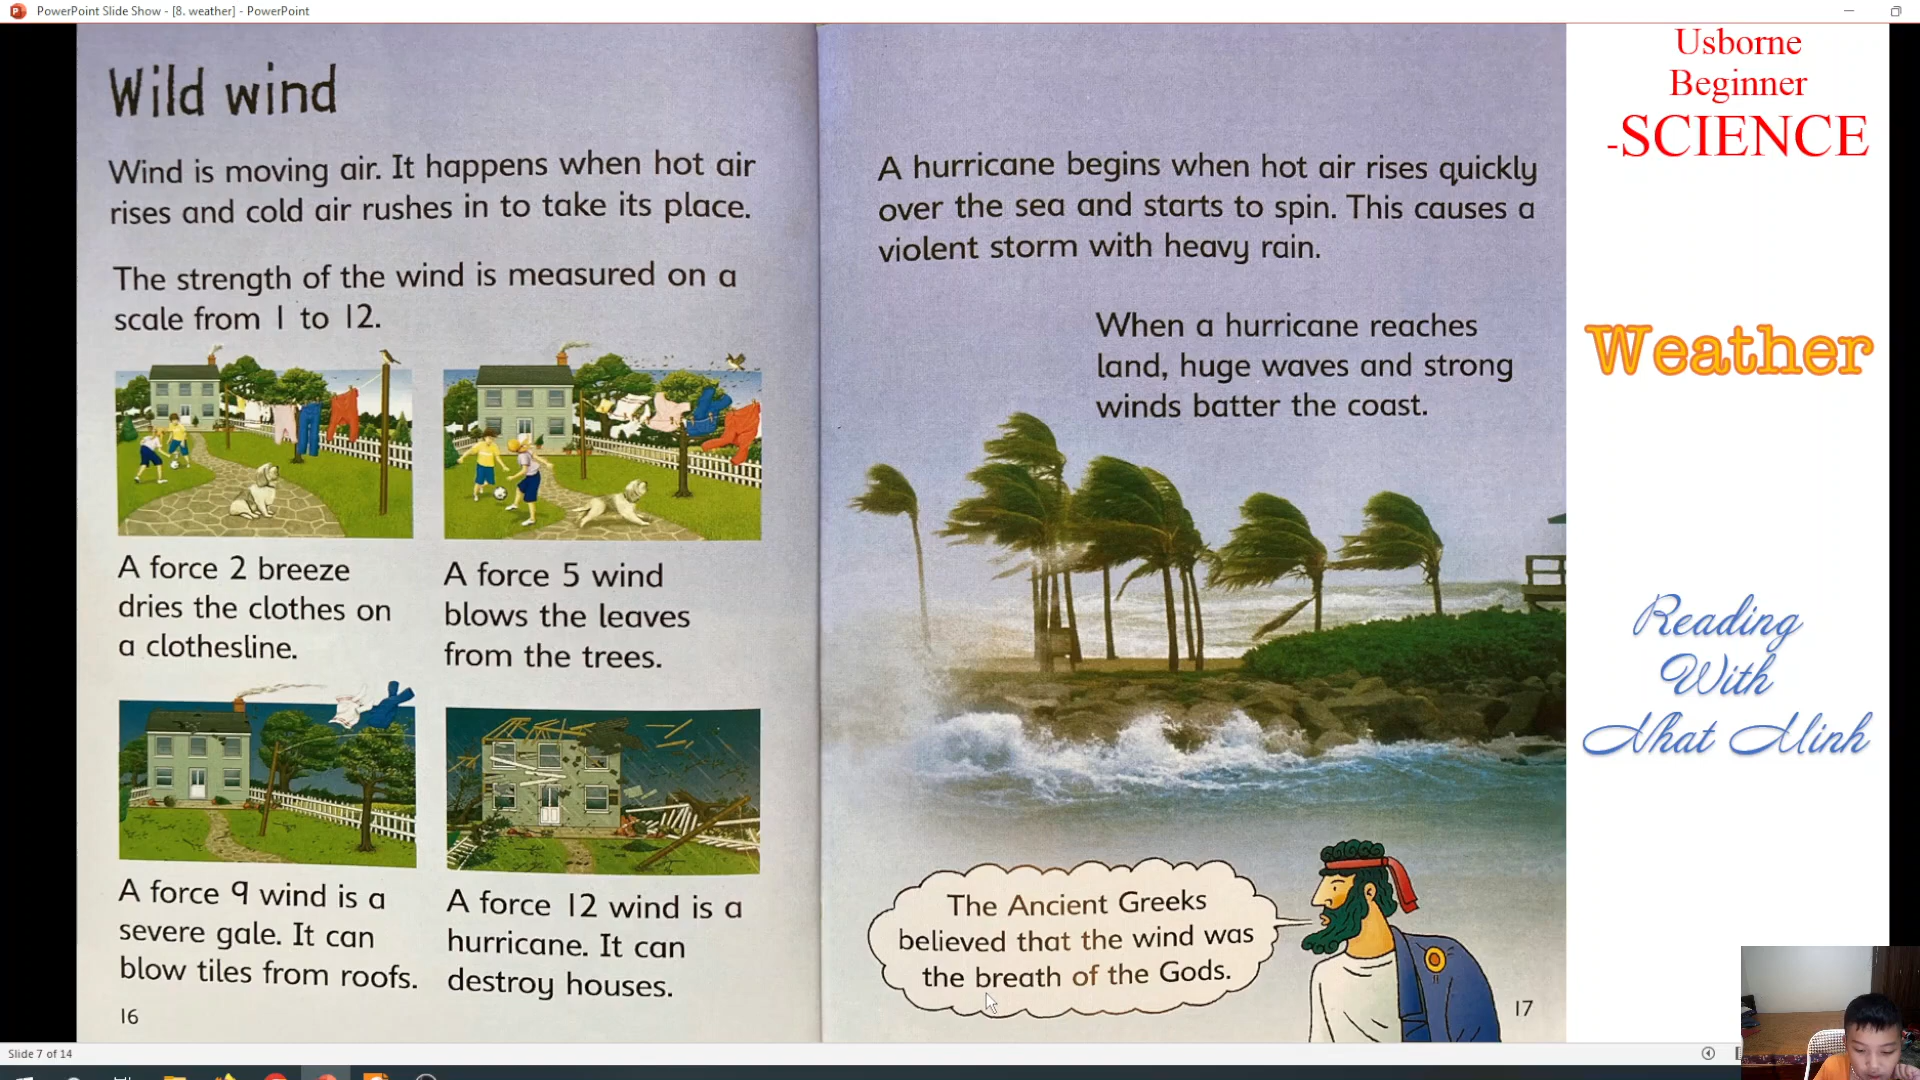 PowerPoint Slide Show - [8. weather] - PowerPoint
Wild wind
Wind is moving air. It happens when hot air
rises and cold air rushes in to take its place.
The strength of the wind is measured on a
scale from 1 to 12.
A force 2 breeze
dries the clothes on
a clothesline.
A force 5 wind
blows the leaves
from the trees.
A force 9 wind is a
severe gale. It can
blow tiles from roofs.
A force 12 wind is a
hurricane. It can
destroy houses.
16
A hurricane begins when hot air rises quickly
over the sea and starts to spin. This causes a
violent storm with heavy rain.
When a hurricane reaches
land, huge waves and strong
winds batter the coast.
The Ancient Greeks
believed that the wind was
the breath of the Gods.
17
Usborne
Beginner
-SCIENCE
Weather
Reading
With
Nhat Minh
Slide 7 of 14